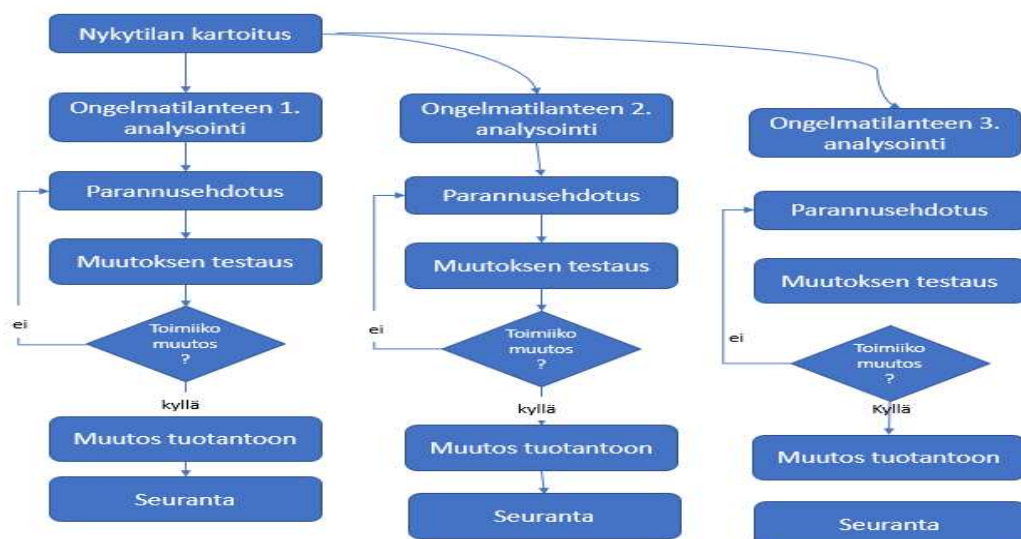 Nykytilan kartoitus
Ongelmatilanteen 1.
analysointi
Parannusehdotus
Muutoksen testaus
ei
Toimiiko
muutos
?
kyllä
Muutos tuotantoon
Seuranta
Ongelmatilanteen 2.
analysointi
Parannusehdotus
Muutoksen testaus
ei
Toimiiko
muutos
?
kyllä
Muutos tuotantoon
Seuranta
Ongelmatilanteen 3.
analysointi
Parannusehdotus
Muutoksen testaus
ei
Toimiiko
muutos
?
Kyllä
Muutos tuotantoon
Seuranta